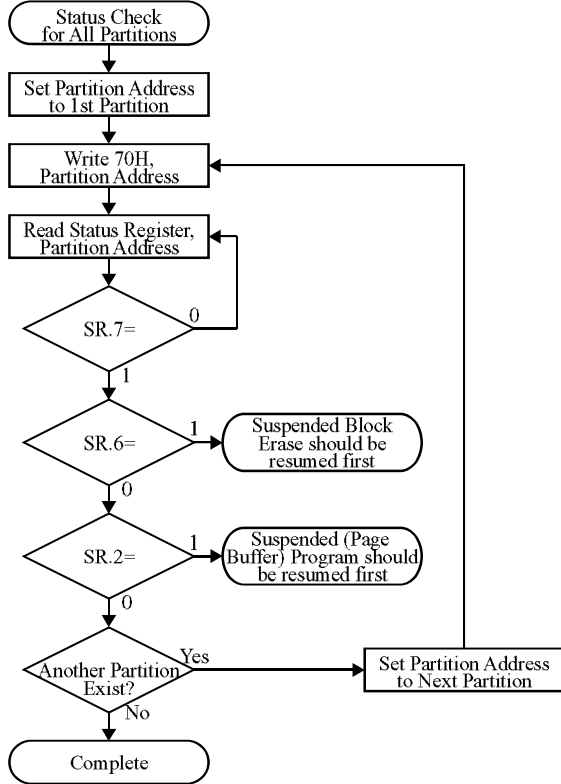 Status Check
for All Partitions
Set Partition Address
to 1st Partition
Write 70H,
Partition Address
Read Status Register,
Partition Address
SR.7=
0
1
SR.6=
1
Suspended Block
Erase should be
resumed first
0
SR.2=
1
Suspended (Page
Buffer) Program should
be resumed first
0
Another Partition
Exist?
Yes
Set Partition Address
to Next Partition
No
Complete